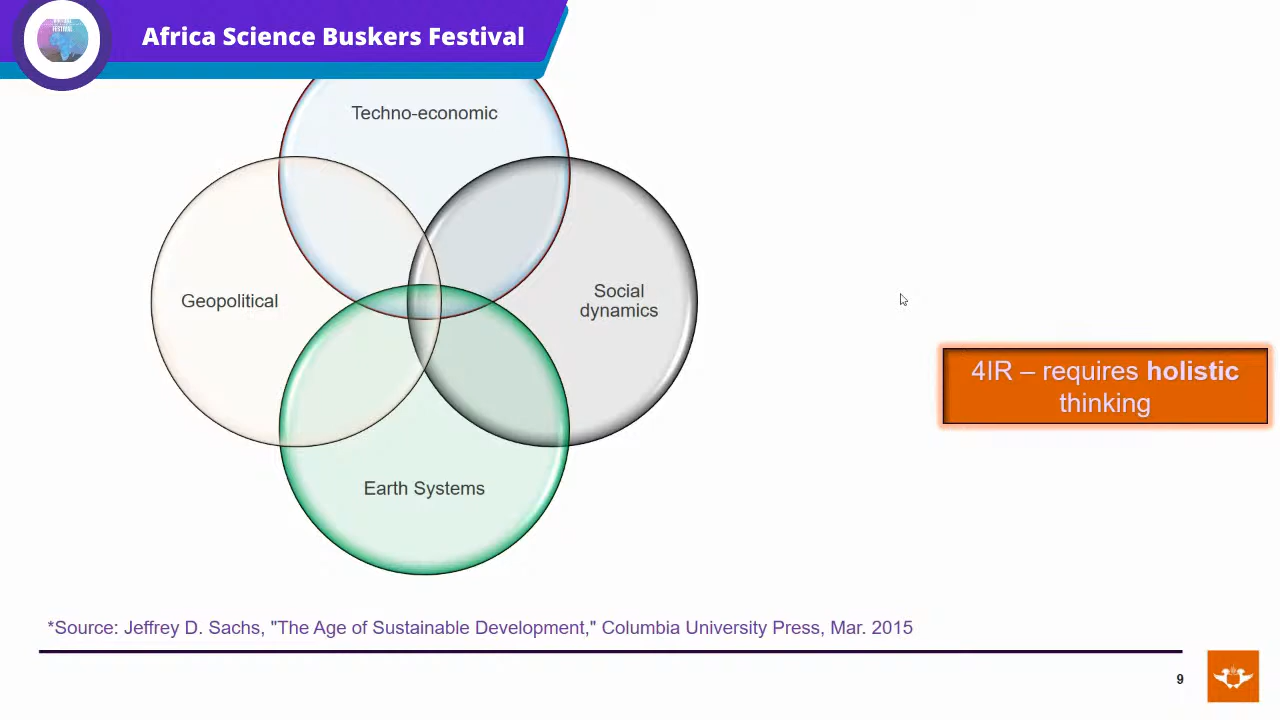 Africa Science Buskers Festival
FESTIVAL
Techno-economic
Geopolitical
Social
dynamics
4IR – requires holistic
thinking
Earth Systems
*Source: Jeffrey D. Sachs, "The Age of Sustainable Development," Columbia University Press, Mar. 2015
9